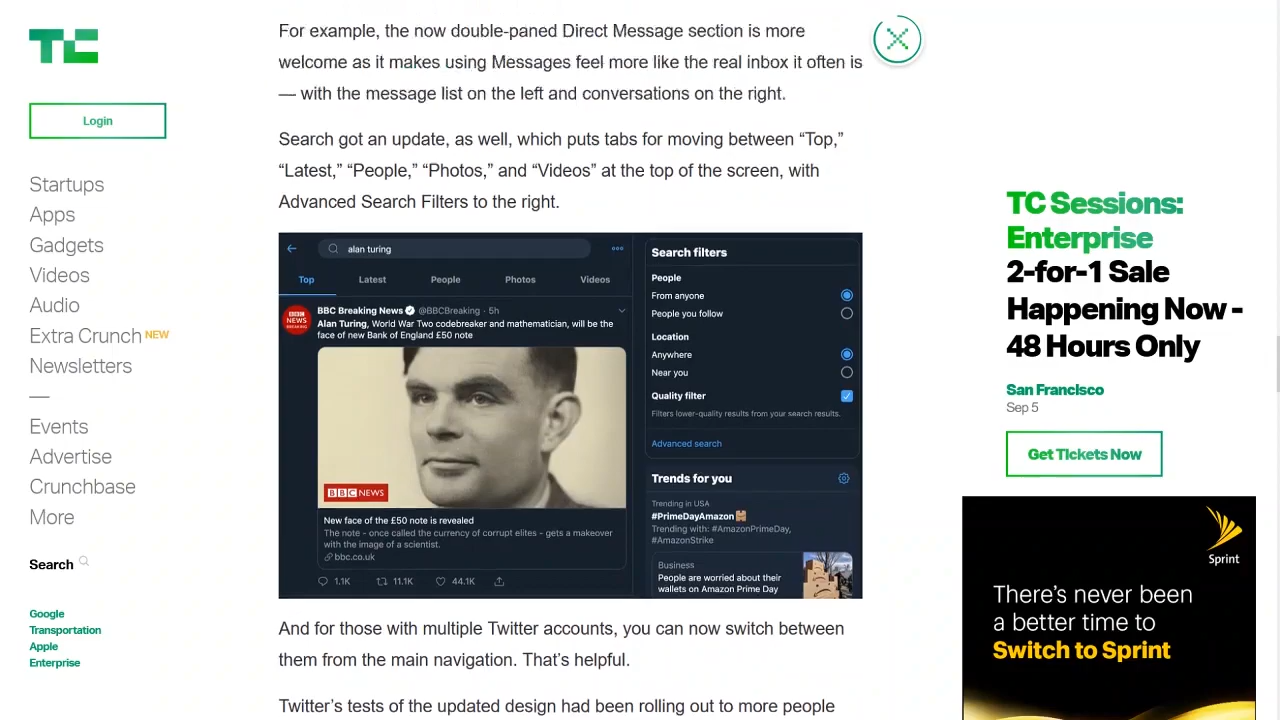 TC
Login
Startups
Apps
Gadgets
Videos
Audio
Extra Crunch NEW
Newsletters
—
Events
Advertise
Crunchbase
More
Search
Google
Transportation
Apple
Enterprise
For example, the now double-paned Direct Message section is more
welcome as it makes using Messages feel more like the real inbox it often is
— with the message list on the left and conversations on the right.
Search got an update, as well, which puts tabs for moving between “Top,”
“Latest,” “People,” “Photos,” and “Videos” at the top of the screen, with
Advanced Search Filters to the right.
alan turing
Top Latest People Photos Videos
BBC Breaking News @BBCBreaking · 5h
Alan Turing, World War Two codebreaker and mathematician, will be the
face of new Bank of England £50 note
BBC NEWS
New face of the £50 note is revealed
The note - once called the currency of corrupt elites - gets a makeover
with the image of a scientist.
bbc.co.uk
1.1K 11.1K 44.1K
Search filters
People
From anyone
People you follow
Location
Anywhere
Near you
Quality filter
Filters lower-quality results from your search results.
Advanced search
Trends for you
Trending in USA
#PrimeDayAmazon
Trending with: #AmazonPrimeDay,
#AmazonStrike
Business
People are worried about their
wallets on Amazon Prime Day
And for those with multiple Twitter accounts, you can now switch between
them from the main navigation. That’s helpful.
Twitter’s tests of the updated design had been rolling out to more people
TC Sessions:
Enterprise
2-for-1 Sale
Happening Now -
48 Hours Only
San Francisco
Sep 5
Get Tickets Now
Sprint
There’s never been
a better time to
Switch to Sprint